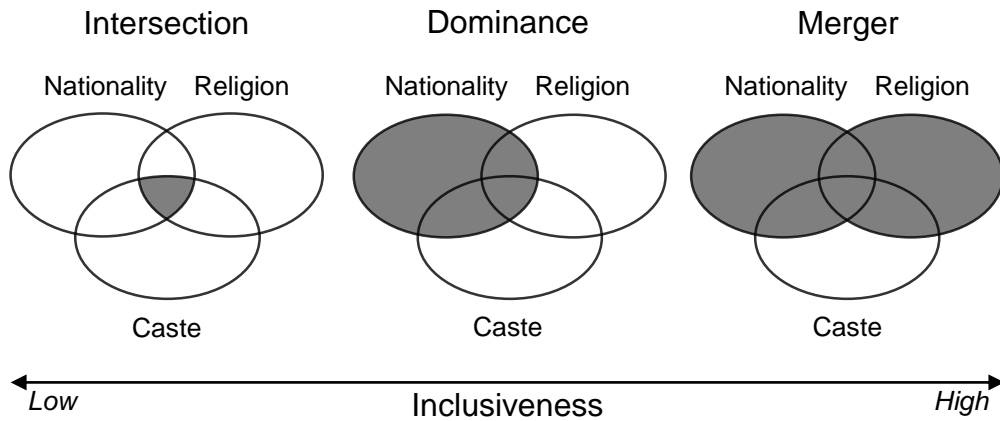 Intersection Dominance Merger
Nationality Religion Nationality Religion Nationality Religion
Caste Caste Caste
Low Inclusiveness High